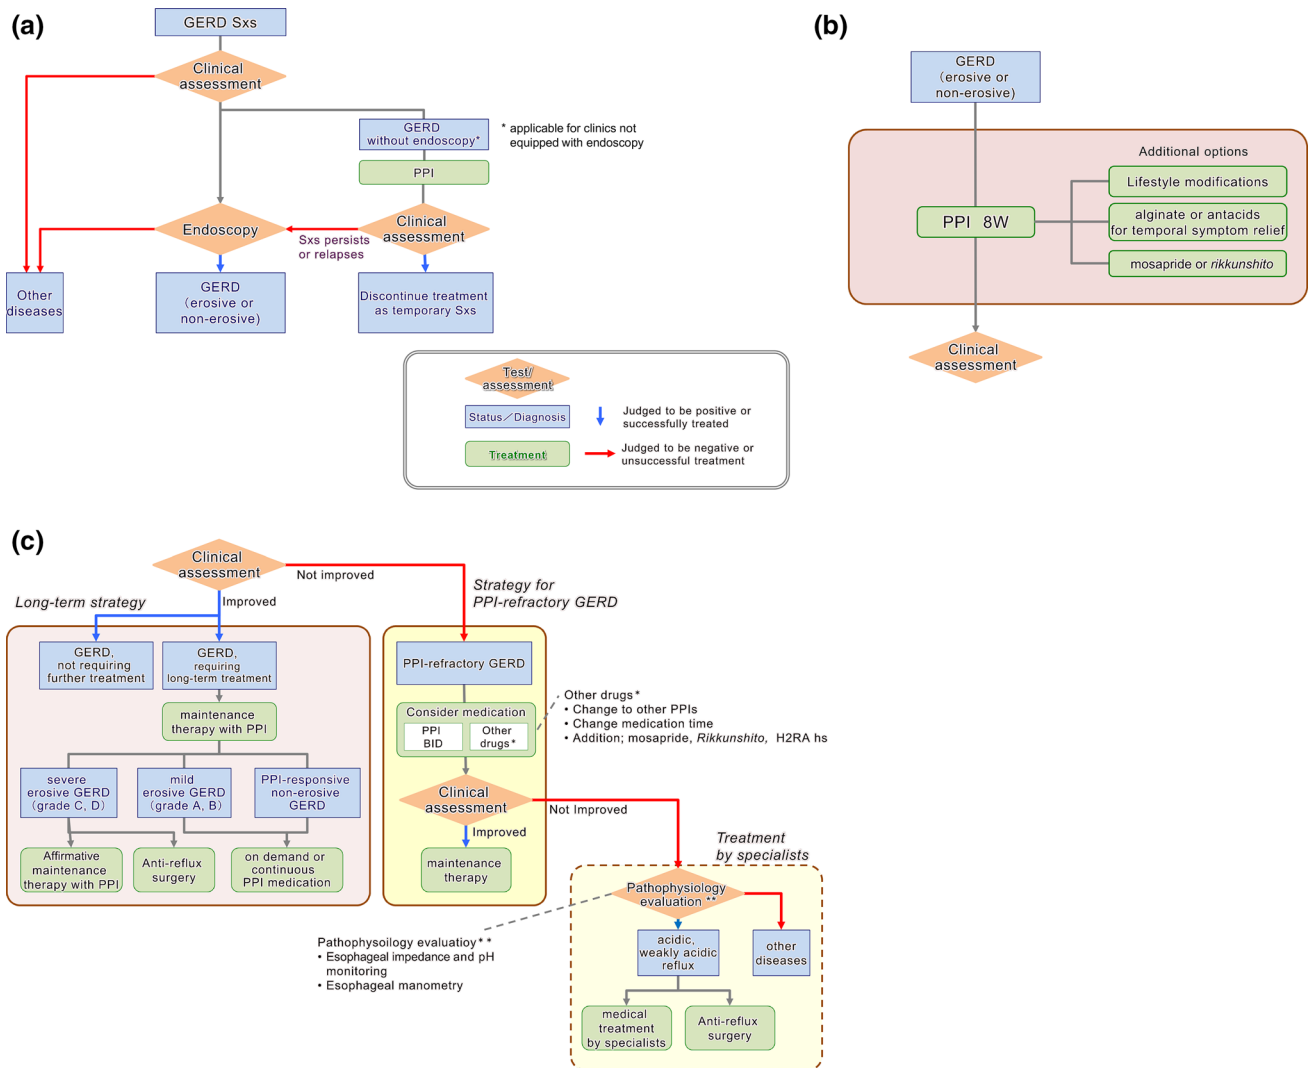 (a)
GERD Sxs
Clinical
assessment
GERD
without endoscopy*
* applicable for clinics not
equipped with endoscopy
PPI
Endoscopy
Clinical
assessment
Sxs persists
or relapses
Other
diseases
GERD
(erosive or
non-erosive)
Discontinue treatment
as temporary Sxs
(b)
GERD
(erosive or
non-erosive)
Additional options
Lifestyle modifications
PPI 8W
alginate or antacids
for temporal symptom relief
mosapride or rikkunshito
Clinical
assessment
Test/
assessment
Status/Diagnosis
Judged to be positive or
successfully treated
Treatment
Judged to be negative or
unsuccessful treatment
(c)
Clinical
assessment
Not improved
Improved
Long-term strategy
Strategy for
PPI-refractory GERD
GERD,
not requiring
further treatment
GERD,
requiring
long-term treatment
maintenance
therapy with PPI
severe
erosive GERD
(grade C, D)
mild
erosive GERD
(grade A, B)
PPI-responsive
non-erosive
GERD
Affirmative
maintenance
therapy with PPI
Anti-reflux
surgery
on demand or
continuous
PPI medication
PPI-refractory GERD
Consider medication
PPI
BID
Other
drugs*
Other drugs*
• Change to other PPIs
• Change medication time
• Addition; mosapride, Rikkunshito, H2RA hs
Clinical
assessment
Not Improved
Improved
maintenance
therapy
Treatment
by specialists
Pathophysiology
evaluation **
Pathophysoilogy evaluatioy**
• Esophageal impedance and pH
monitoring
• Esophageal manometry
acidic,
weakly acidic
reflux
other
diseases
medical
treatment
by specialists
Anti-reflux
surgery